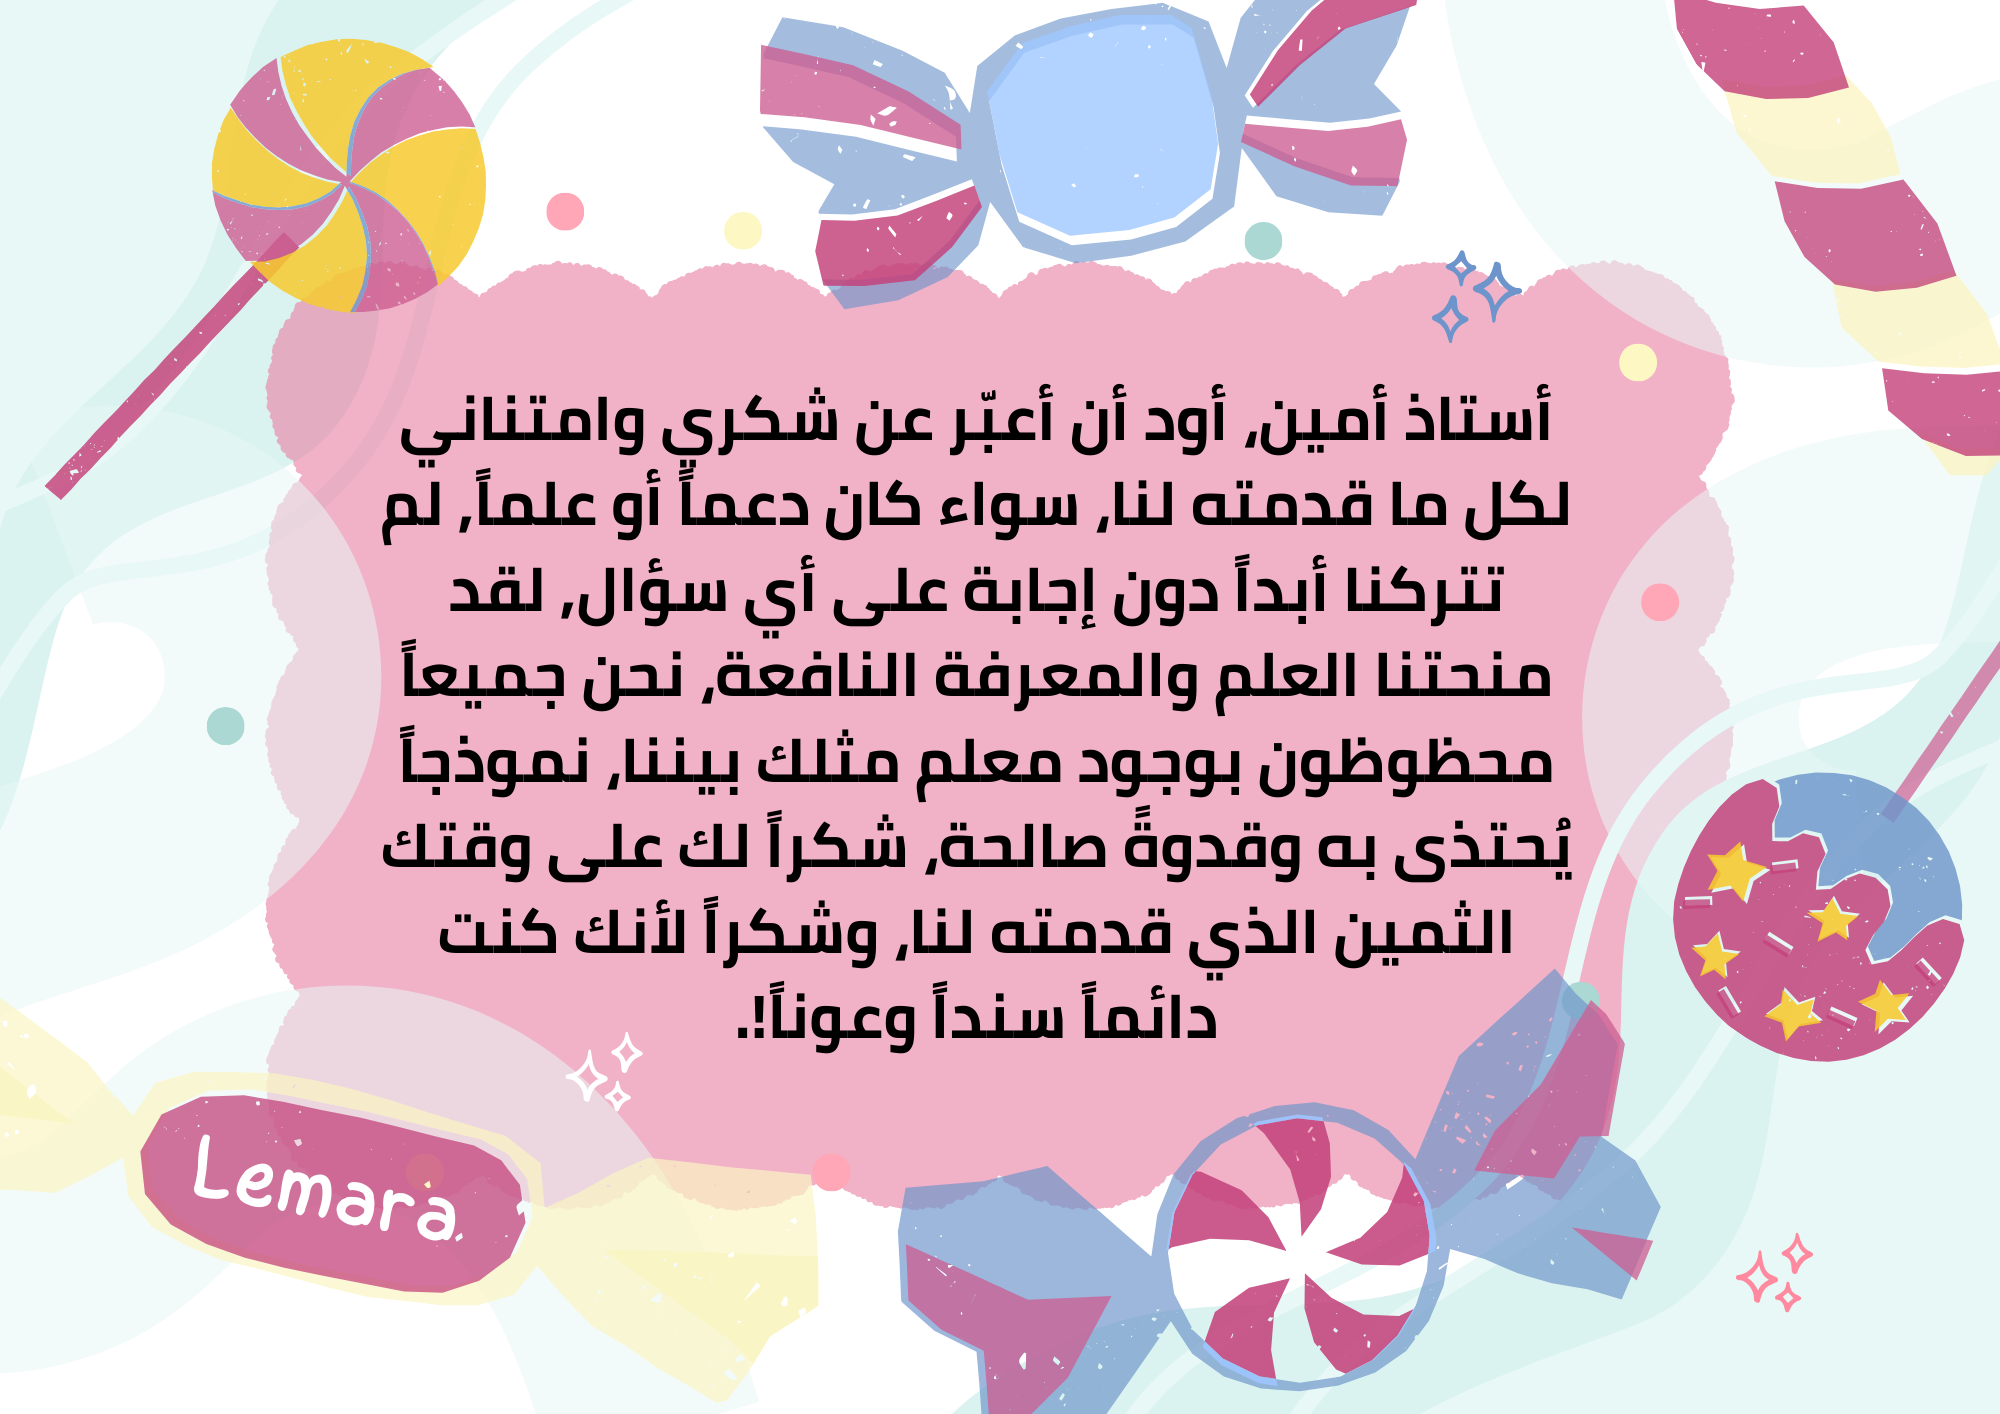 أستاذ أمين، أود أن أعبّر عن شكري وامتناني
لكل ما قدمته لنا، سواء كان دعماً أو علماً, لم
تتركنا أبداً دون إجابة على أي سؤال, لقد
منحتنا العلم والمعرفة النافعة، نحن جميعاً
محظوظون بوجود معلم مثلك بيننا، نموذجاً
يُحتذى به وقدوةً صالحة، شكراً لك على وقتك
الثمين الذي قدمته لنا، وشكراً لأنك كنت
دائماً سنداً وعوناً!.
Lemara